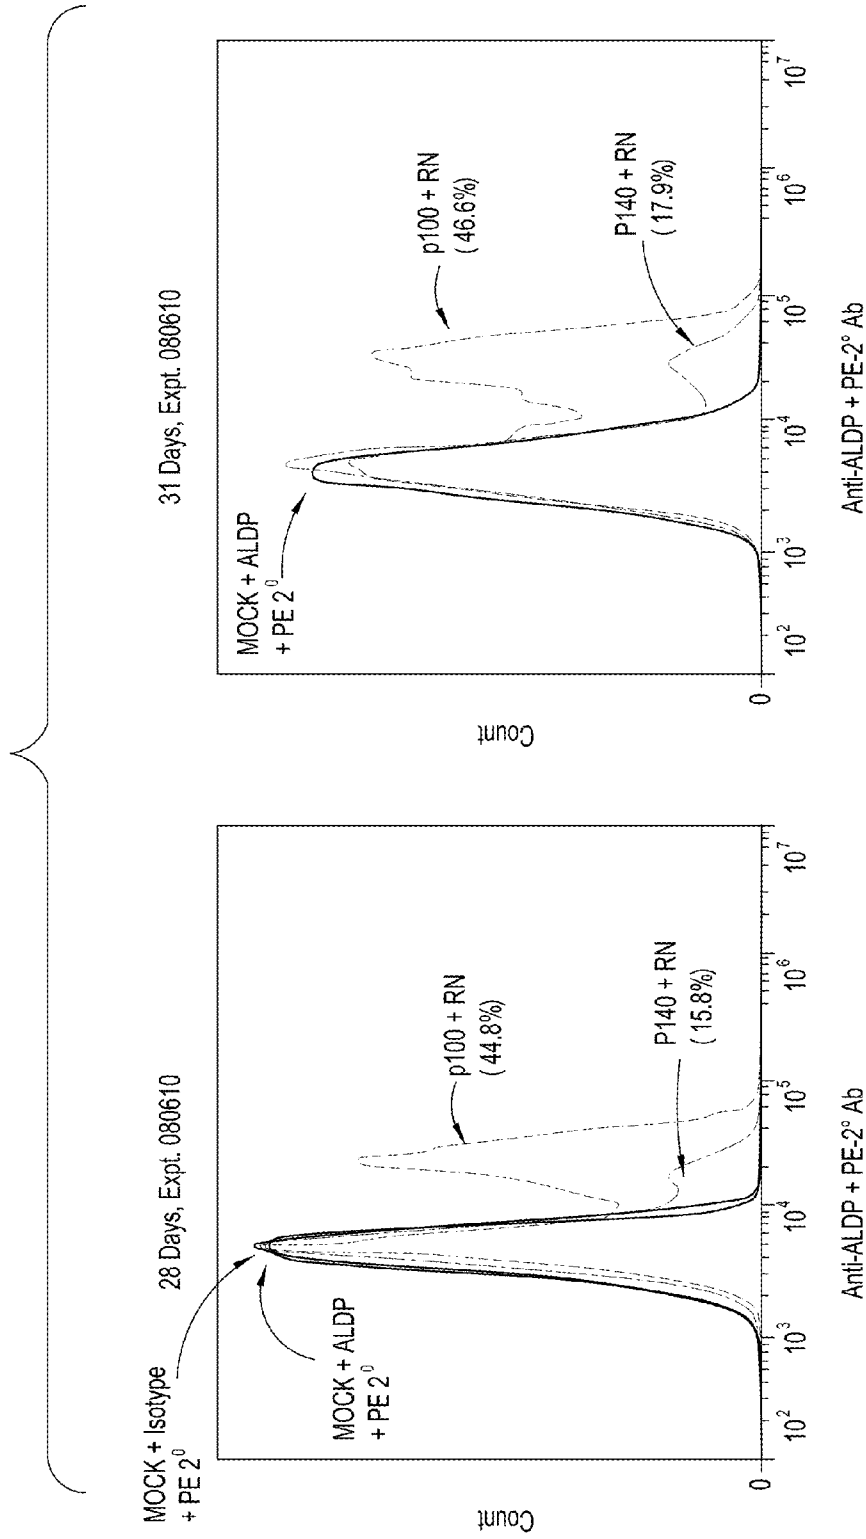 28 Days, Expt. 080610
MOCK + Isotype
+ PE 2⁰
MOCK + ALDP
+ PE 2⁰
p100 + RN
(44.8%)
P140 + RN
(15.8%)
Count
0
10² 10³ 10⁴ 10⁵ 10⁶ 10⁷
Anti-ALDP + PE-2° Ab
31 Days, Expt. 080610
MOCK + ALDP
+ PE 2⁰
p100 + RN
(46.6%)
P140 + RN
(17.9%)
Count
0
10² 10³ 10⁴ 10⁵ 10⁶ 10⁷
Anti-ALDP + PE-2° Ab